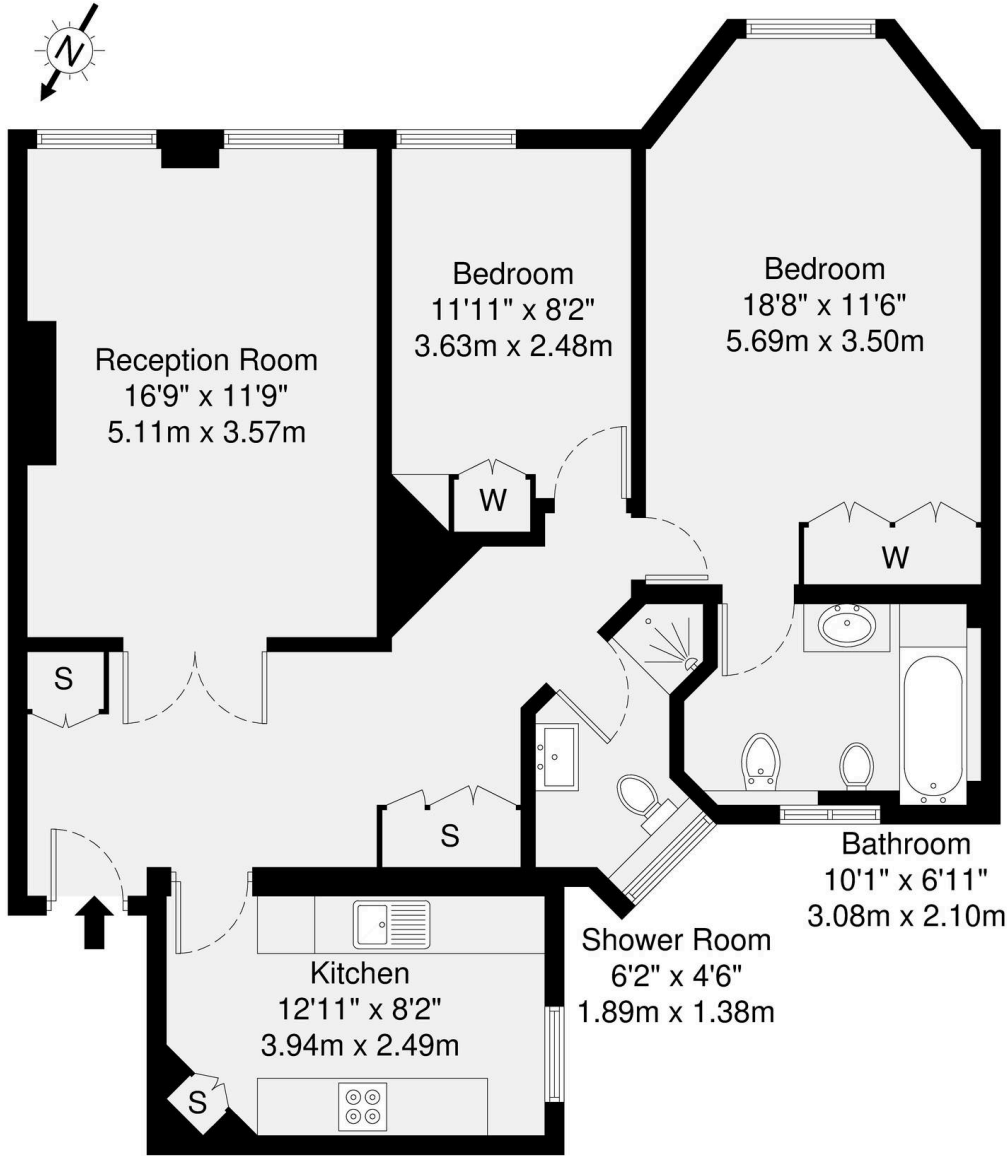 N
Bedroom
11'11" x 8'2"
3.63m x 2.48m
Bedroom
18'8" x 11'6"
5.69m x 3.50m
Reception Room
16'9" x 11'9"
5.11m x 3.57m
W
W
S
S
Bathroom
10'1" x 6'11"
3.08m x 2.10m
Shower Room
6'2" x 4'6"
1.89m x 1.38m
Kitchen
12'11" x 8'2"
3.94m x 2.49m
S